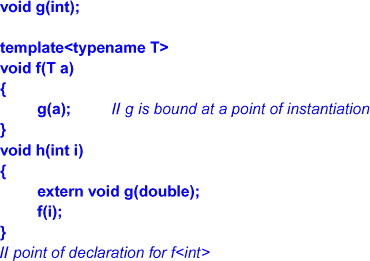 void g(int);
template<typename T>
void f(T a)
{
g(a); // g is bound at a point of instantiation
}
void h(int i)
{
extern void g(double);
f(i);
}
// point of declaration for f<int>